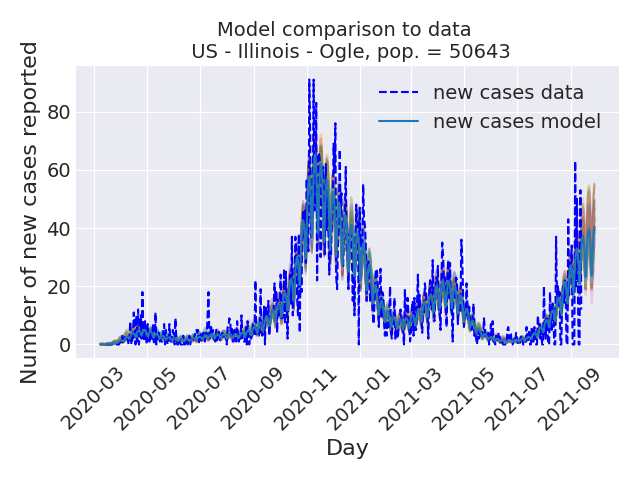 Model comparison to data
US - Illinois - Ogle, pop. = 50643
Number of new cases reported
80
60
40
20
0
new cases data
new cases model
2020-03
2020-05
2020-07
2020-09
2020-11
2021-01
2021-03
2021-05
2021-07
2021-09
Day